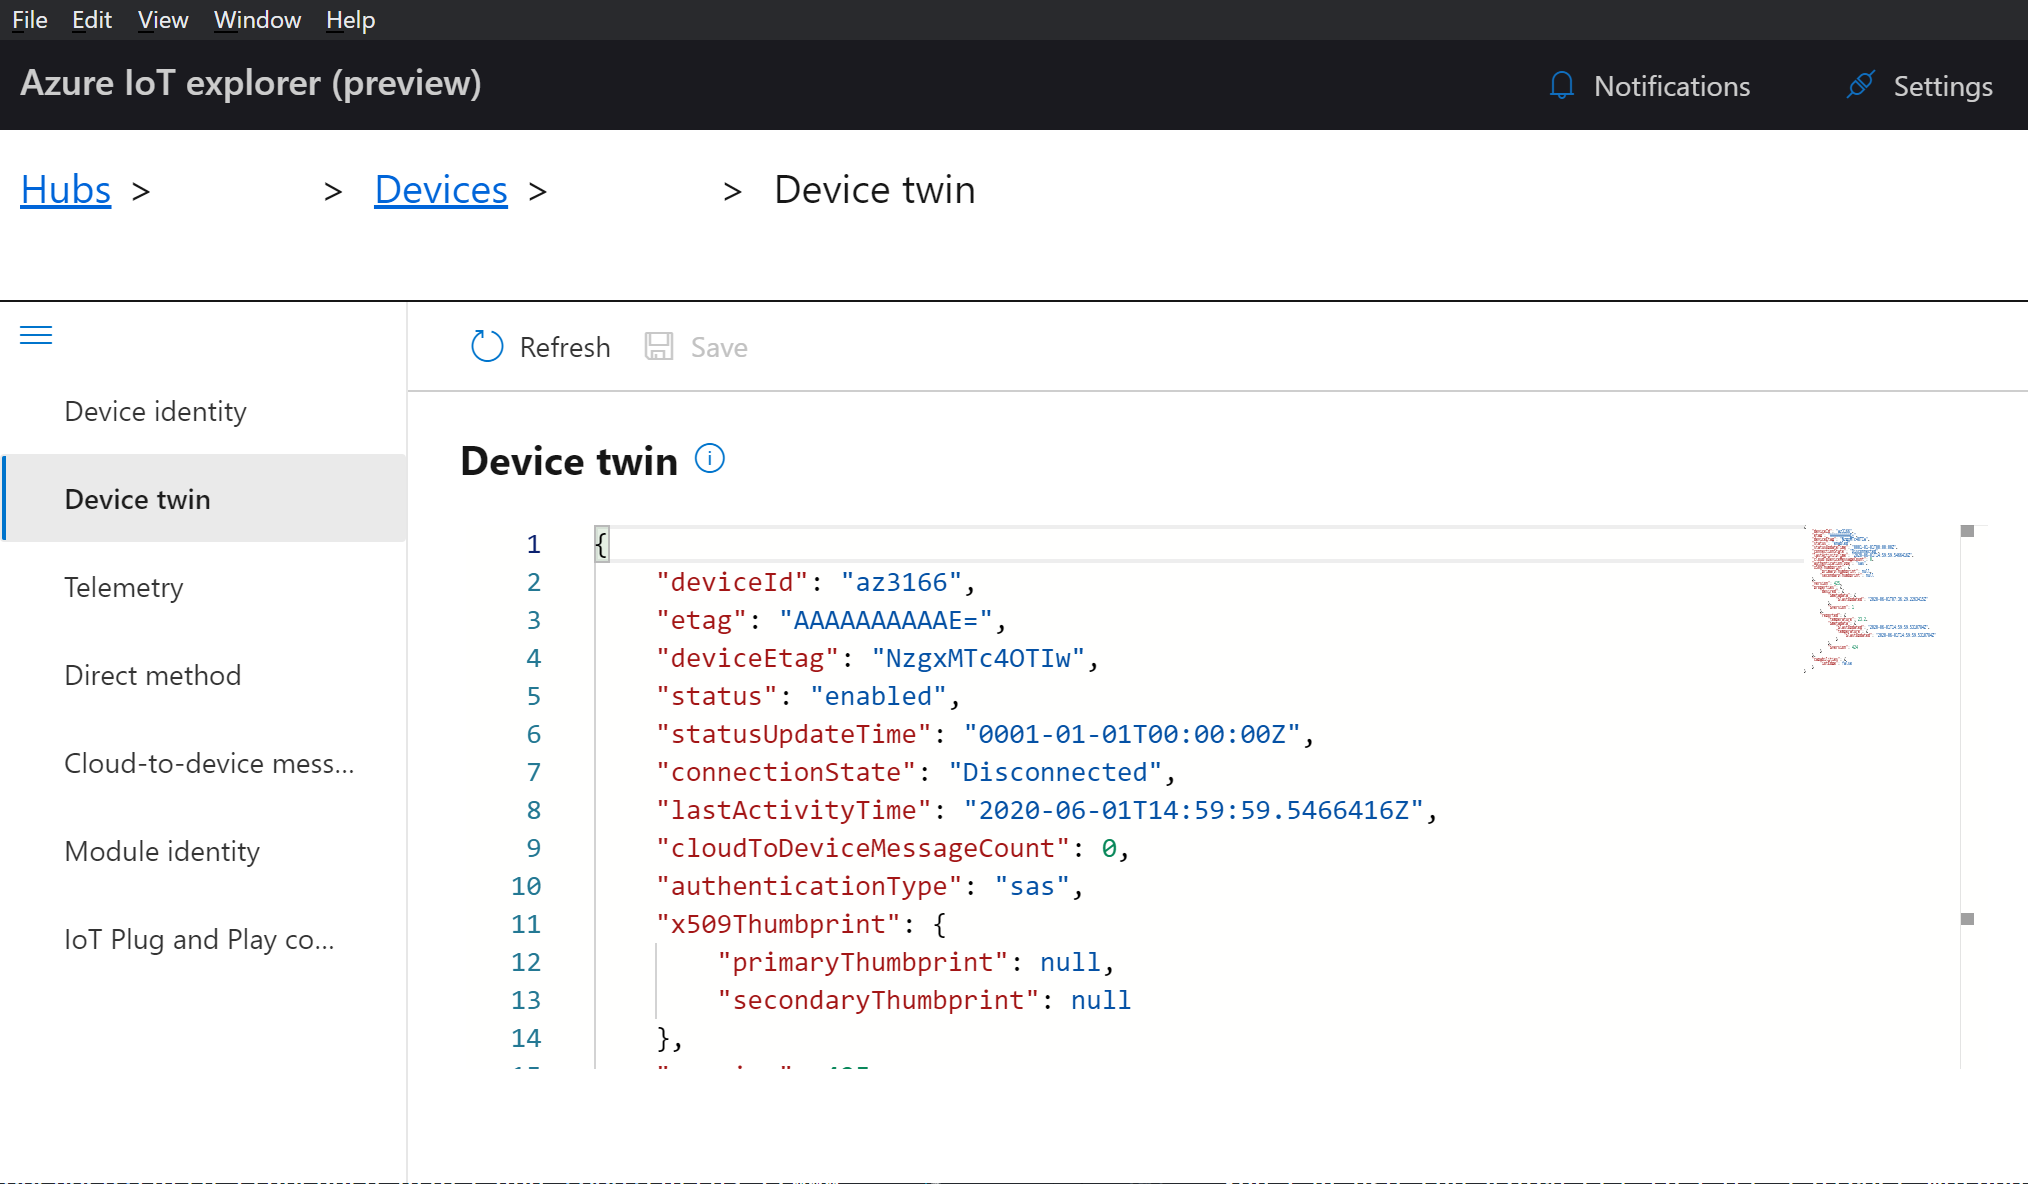 File Edit View Window Help
Azure IoT explorer (preview)
Notifications
Settings
Hubs > > Devices > > Device twin
Refresh Save
Device identity
Device twin
Telemetry
Direct method
Cloud-to-device mess...
Module identity
IoT Plug and Play co...
Device twin
1 {
2 "deviceId": "az3166",
3 "etag": "AAAAAAAAAAE=",
4 "deviceEtag": "NzgxMTc4OTIw",
5 "status": "enabled",
6 "statusUpdateTime": "0001-01-01T00:00:00Z",
7 "connectionState": "Disconnected",
8 "lastActivityTime": "2020-06-01T14:59:59.5466416Z",
9 "cloudToDeviceMessageCount": 0,
10 "authenticationType": "sas",
11 "x509Thumbprint": {
12 "primaryThumbprint": null,
13 "secondaryThumbprint": null
14 },